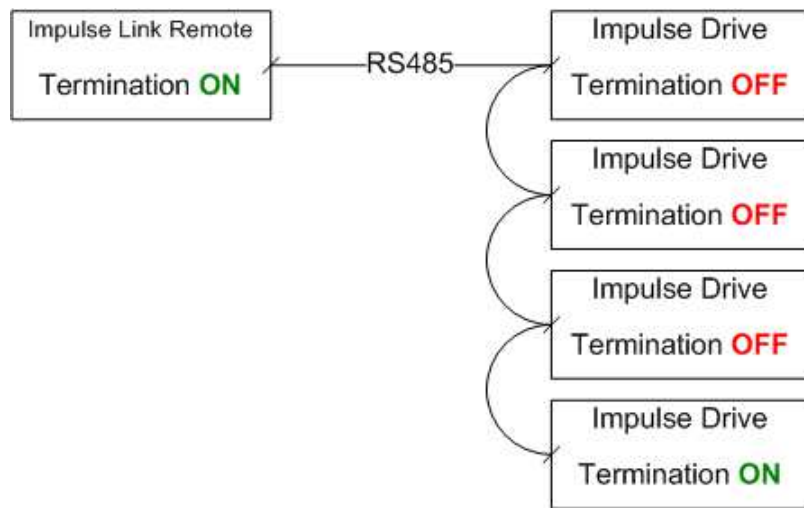 Impulse Link Remote
Termination ON
RS485
Impulse Drive
Termination OFF
Impulse Drive
Termination OFF
Impulse Drive
Termination OFF
Impulse Drive
Termination ON